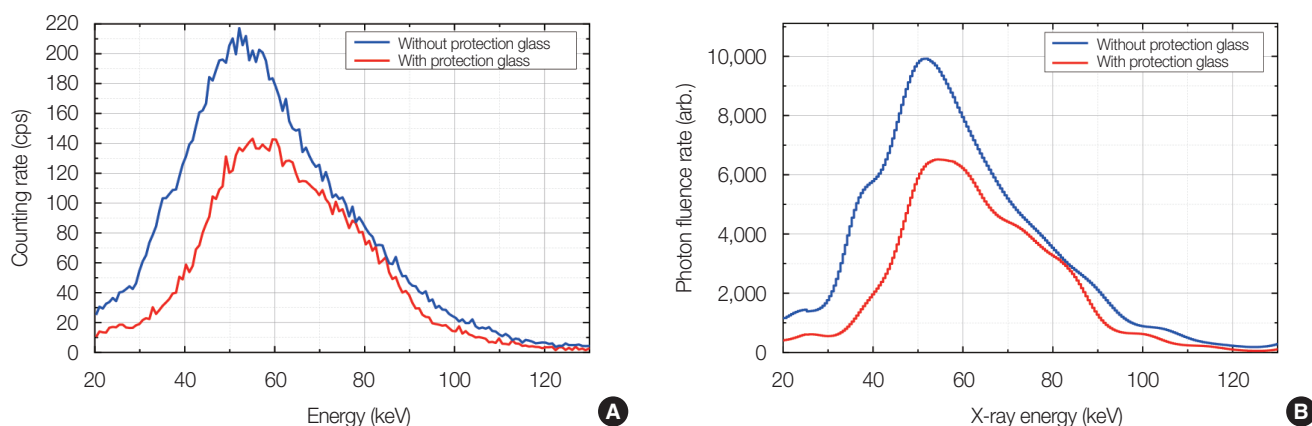 220
200
180
160
140
120
100
80
60
40
20
0
Counting rate (cps)
Without protection glass
With protection glass
20 40 60 80 100 120
Energy (keV)
A
10,000
8,000
6,000
4,000
2,000
0
Photon fluence rate (arb.)
Without protection glass
With protection glass
20 40 60 80 100 120
X-ray energy (keV)
B